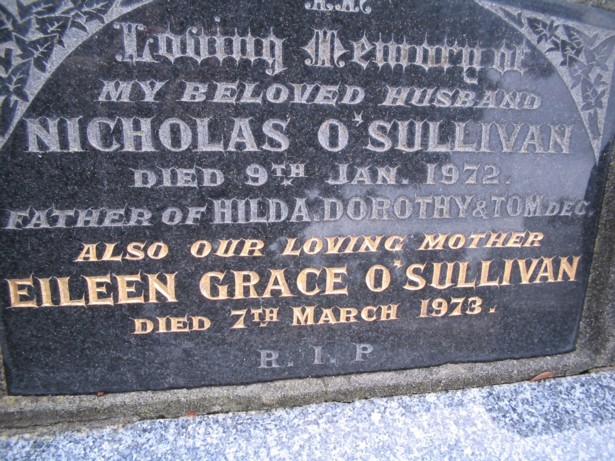 Loving Memory of
MY BELOVED HUSBAND
NICHOLAS O'SULLIVAN
DIED 9TH JAN. 1972.
FATHER OF HILDA, DOROTHY & TOM DEC.
ALSO OUR LOVING MOTHER
EILEEN GRACE O'SULLIVAN
DIED 7TH MARCH 1973.
R.I.P